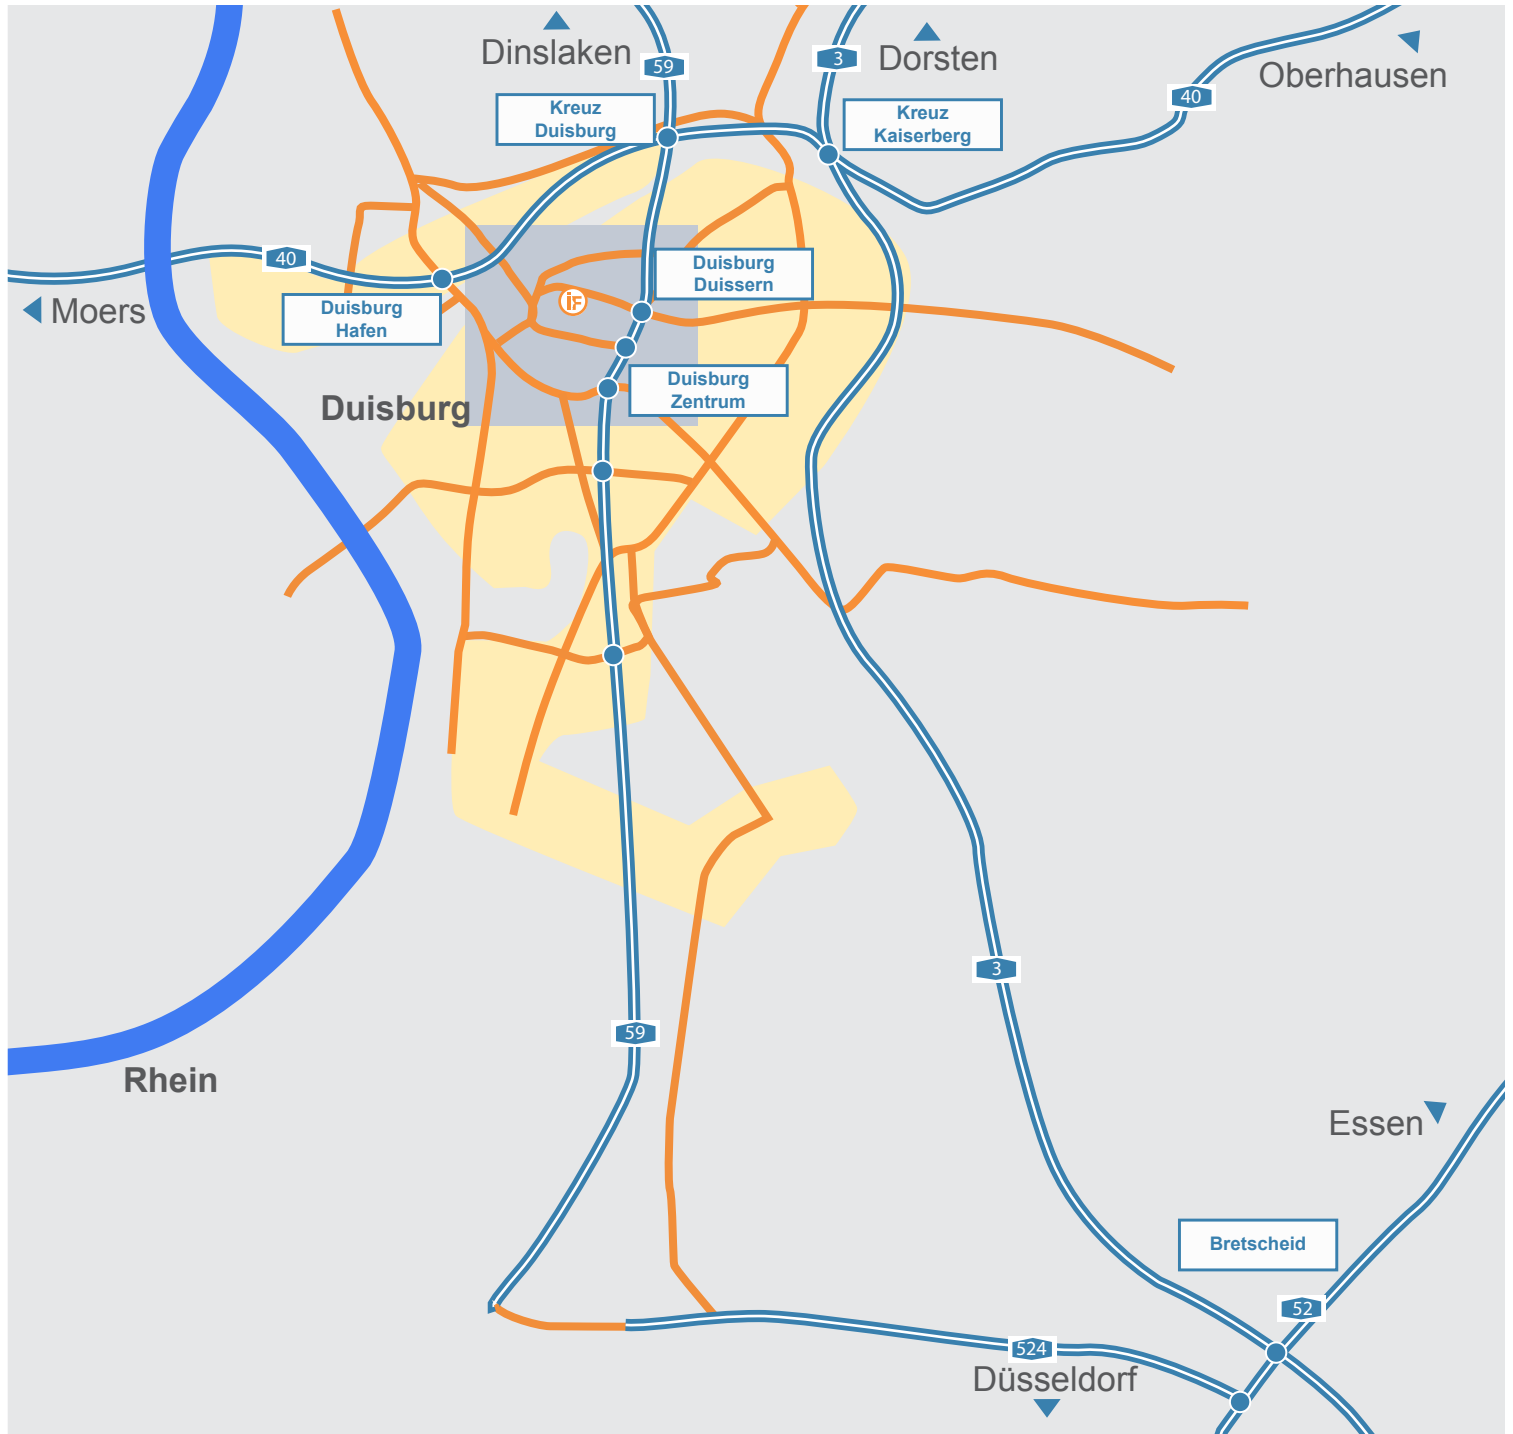 Dinslaken
59
3
Dorsten
Oberhausen
40
Kreuz
Duisburg
Kreuz
Kaiserberg
40
Moers
Duisburg
Hafen
iF
Duisburg
Duissern
Duisburg
Zentrum
Duisburg
3
59
Rhein
Essen
Bretscheid
52
524
Düsseldorf